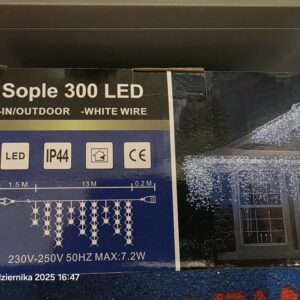 Sople 300 LED
-IN/OUTDOOR -WHITE WIRE
LED IP44 CE
1.5 M 13 M 0.2 M
230V-250V 50HZ MAX:7.2W
dziernika 2025 16:47